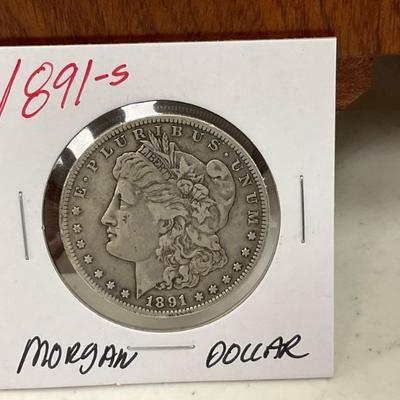 1891-S
E·PLURIBUS·UNUM
LIBERTY
1891
MORGAN DOLLAR